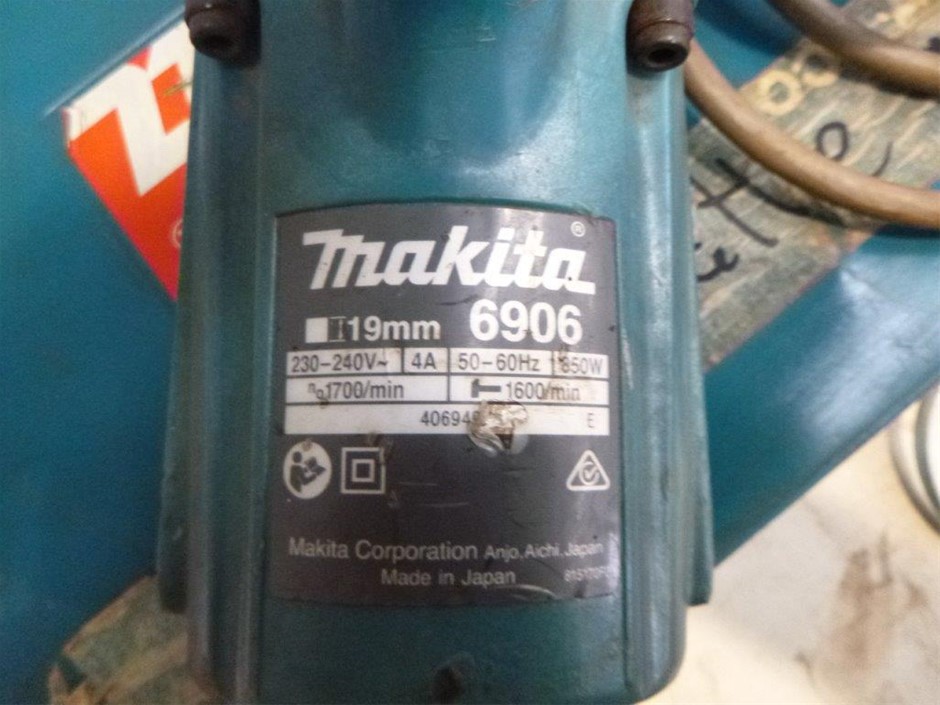 makita®
19mm 6906
230-240V~ 4A 50-60Hz 850W
n₀1700/min 1600/min
E
Makita Corporation Anjo, Aichi, Japan
Made in Japan